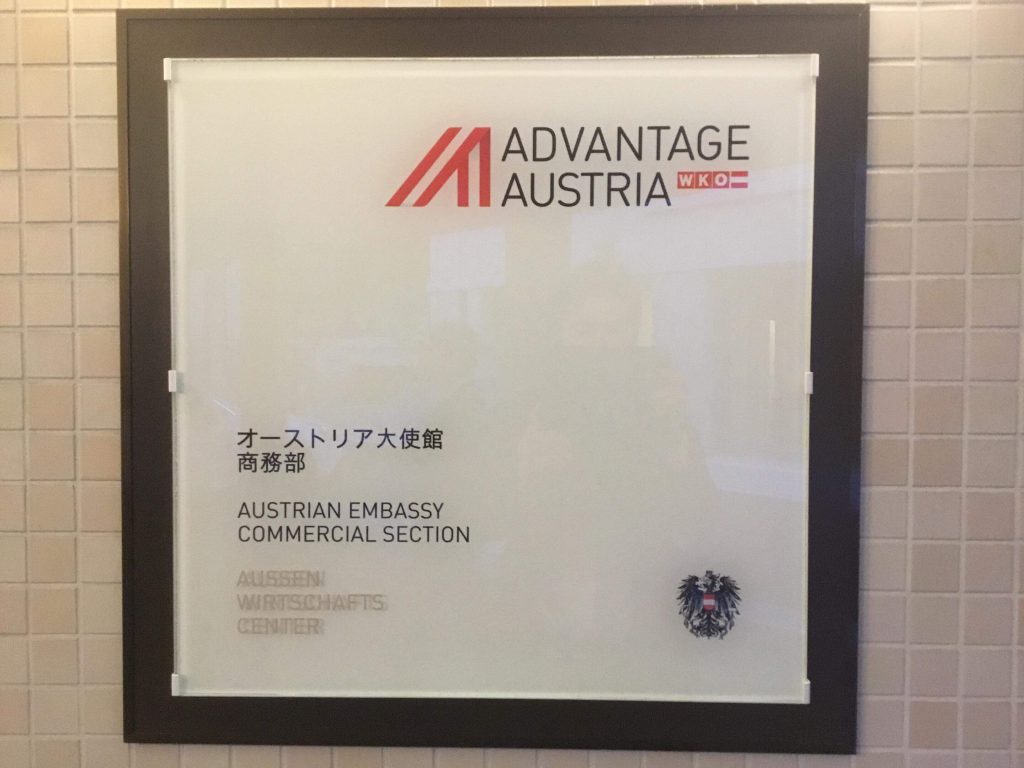 ADVANTAGE
AUSTRIA WKO
オーストリア大使館
商務部
AUSTRIAN EMBASSY
COMMERCIAL SECTION
AUSSEN
WIRTSCHAFTS
CENTER